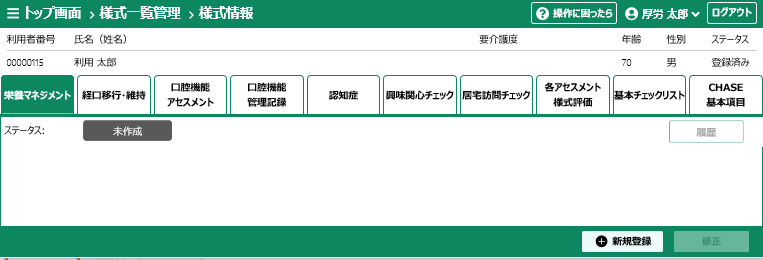 トップ画面 > 様式一覧管理 > 様式情報 ? 操作に困ったら 厚労 太郎 ログアウト
利用者番号 氏名（姓名） 要介護度 年齢 性別 ステータス
00000115 利用 太郎 70 男 登録済み
栄養マネジメント
経口移行・維持
口腔機能
アセスメント
口腔機能
管理記録
認知症
興味関心チェック
居宅訪問チェック
各アセスメント
様式評価
基本チェックリスト
CHASE
基本項目
ステータス: 未作成 履歴
新規登録 修正